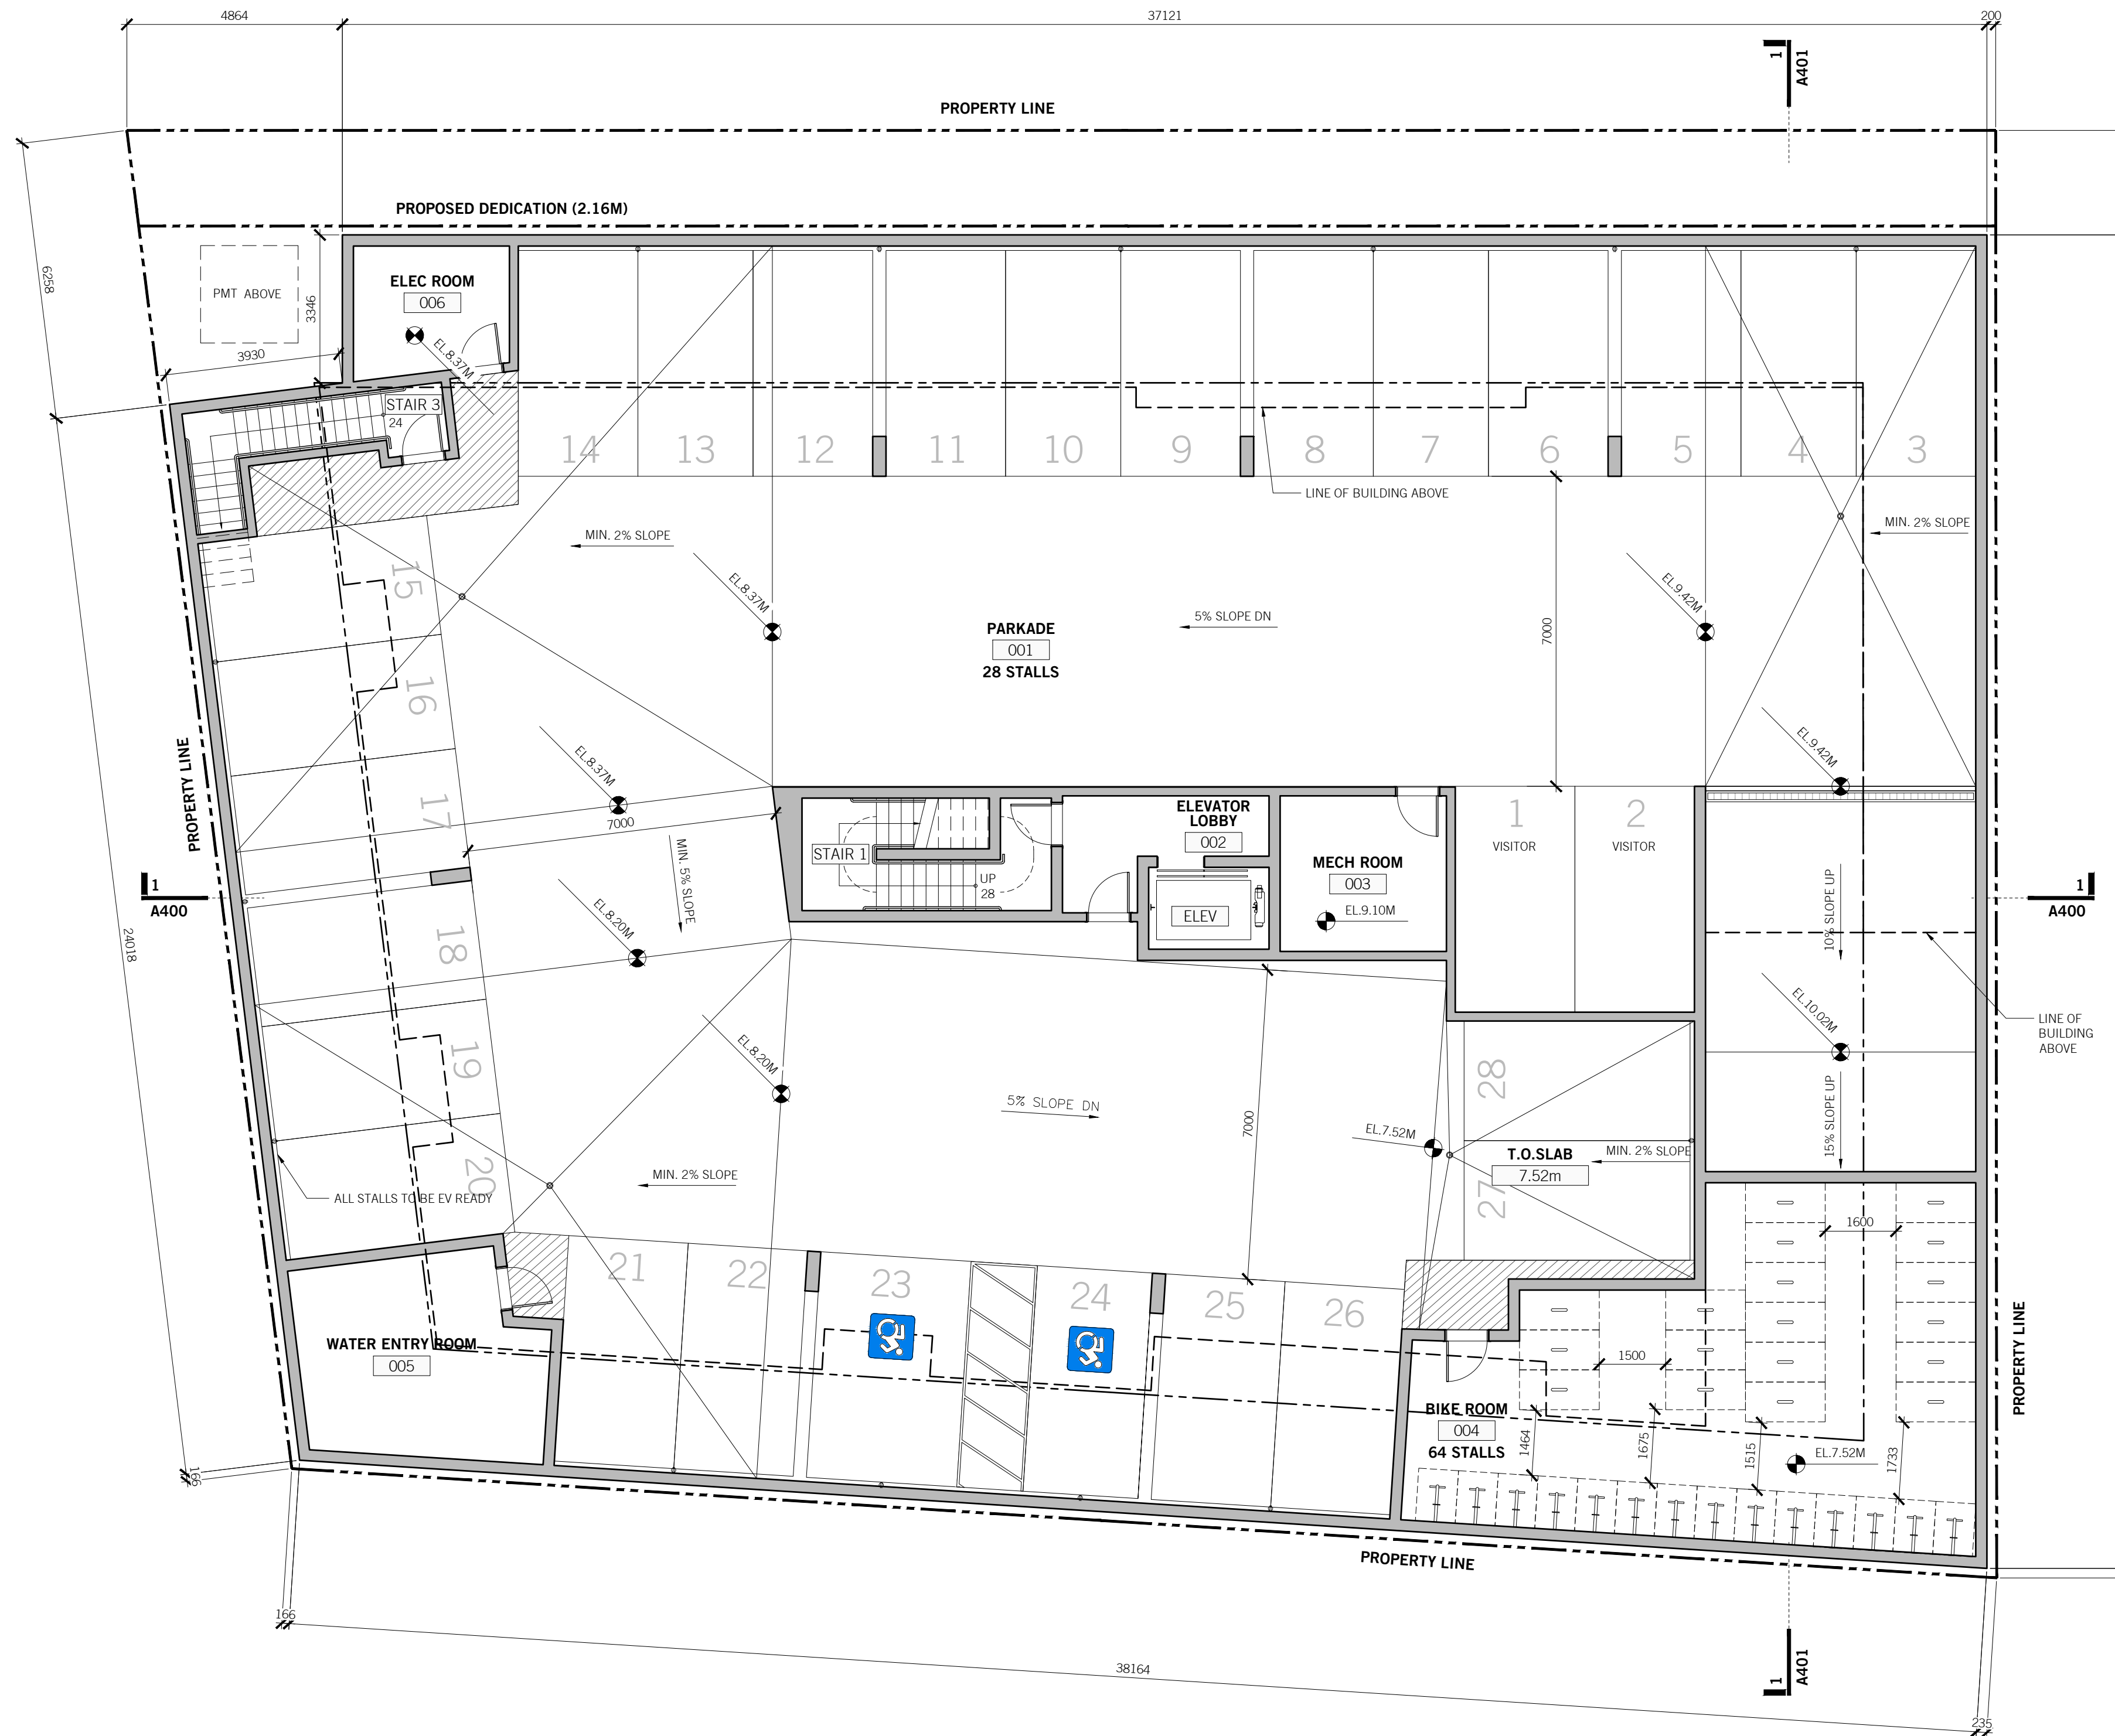 4864
37121
200
1
A401
PROPERTY LINE
PROPOSED DEDICATION (2.16M)
6258
PMT ABOVE
3346
ELEC ROOM
006
EL.8.37M
3930
STAIR 3
24
14
13
12
11
10
9
8
7
6
5
4
3
LINE OF BUILDING ABOVE
MIN. 2% SLOPE
MIN. 2% SLOPE
15
EL.8.37M
EL.9.42M
5% SLOPE DN
PARKADE
001
28 STALLS
7000
16
PROPERTY LINE
EL.8.37M
EL.9.42M
17
7000
MIN. 5% SLOPE
STAIR 1
UP
28
ELEVATOR
LOBBY
002
ELEV
MECH ROOM
003
EL.9.10M
1
VISITOR
2
VISITOR
1
A400
1
A400
24018
18
EL.8.20M
10% SLOPE UP
LINE OF
BUILDING
ABOVE
EL.10.02M
19
EL.8.20M
5% SLOPE DN
7000
28
EL.7.52M
T.O.SLAB
7.52m
MIN. 2% SLOPE
15% SLOPE UP
20
MIN. 2% SLOPE
ALL STALLS TO BE EV READY
27
1600
21
22
23
24
25
26
WATER ENTRY ROOM
005
1500
BIKE ROOM
004
64 STALLS
1464
1675
1515
1733
EL.7.52M
PROPERTY LINE
166
PROPERTY LINE
166
38164
1
A401
235